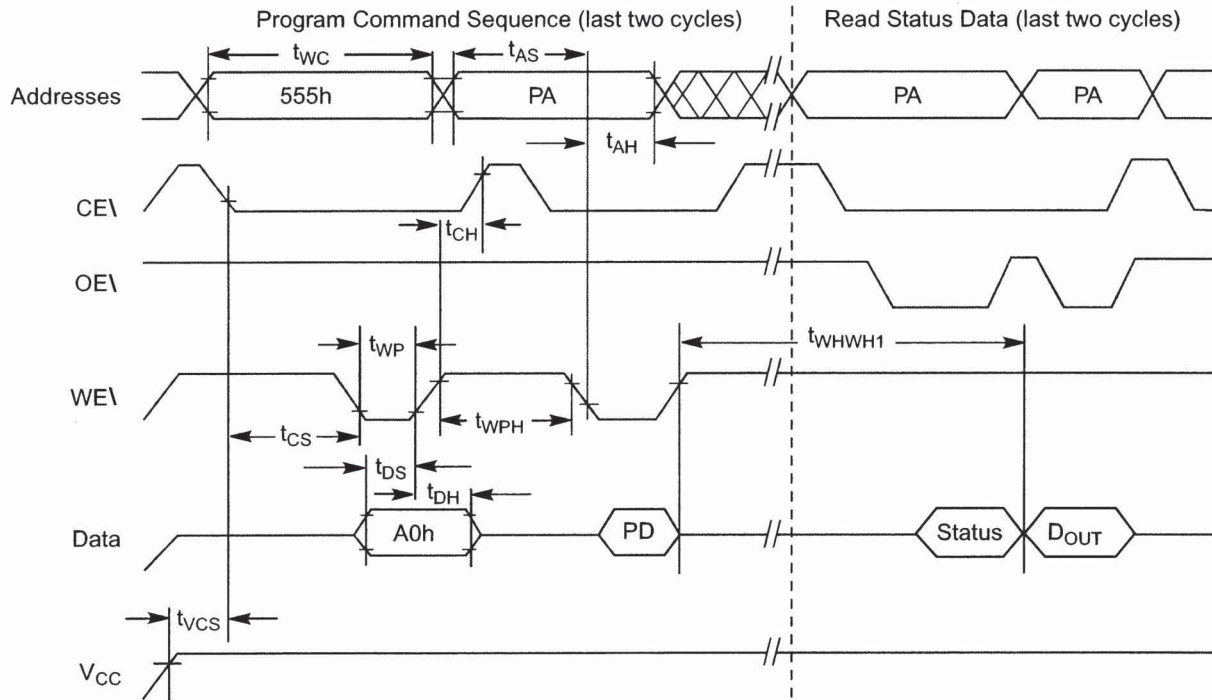 Program Command Sequence (last two cycles)
Read Status Data (last two cycles)
tWC
tAS
Addresses
555h
PA
PA
PA
tAH
CE\
tCH
OE\
tWP
tWHWH1
WE\
tCS
tWPH
tDS
tDH
Data
A0h
PD
Status
DOUT
tVCS
VCC